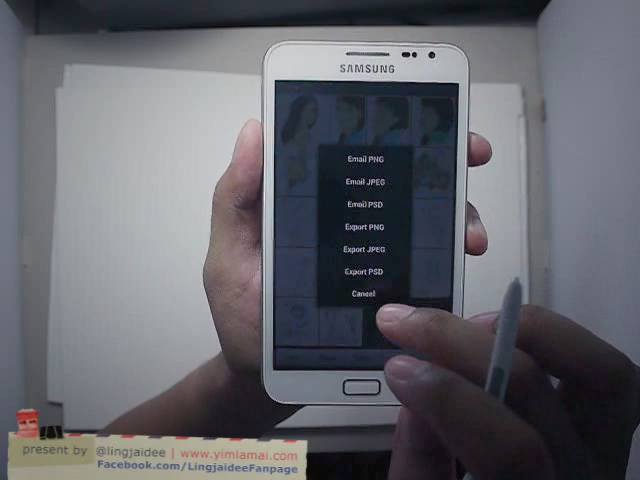 SAMSUNG
Email PNG
Email JPEG
Email PSD
Export PNG
Export JPEG
Export PSD
Cancel
present by @lingjaidee | www.yimlamai.com
Facebook.com/LingjaideeFanpage